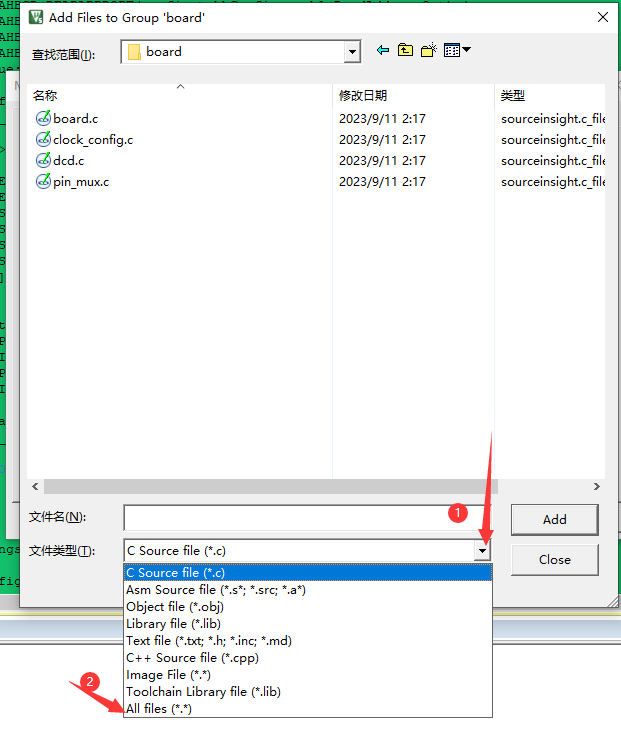 Add Files to Group 'board'
查找范围(I):
board
名称
修改日期
类型
board.c
2023/9/11 2:17
sourceinsight.c_file
clock_config.c
2023/9/11 2:17
sourceinsight.c_file
dcd.c
2023/9/11 2:17
sourceinsight.c_file
pin_mux.c
2023/9/11 2:17
sourceinsight.c_file
1
文件名(N):
Add
文件类型(T):
C Source file (*.c)
Close
C Source file (*.c)
Asm Source file (*.s*; *.src; *.a*)
Object file (*.obj)
Library file (*.lib)
Text file (*.txt; *.h; *.inc; *.md)
C++ Source file (*.cpp)
Image File (*.*)
Toolchain Library file (*.lib)
2
All files (*.*)